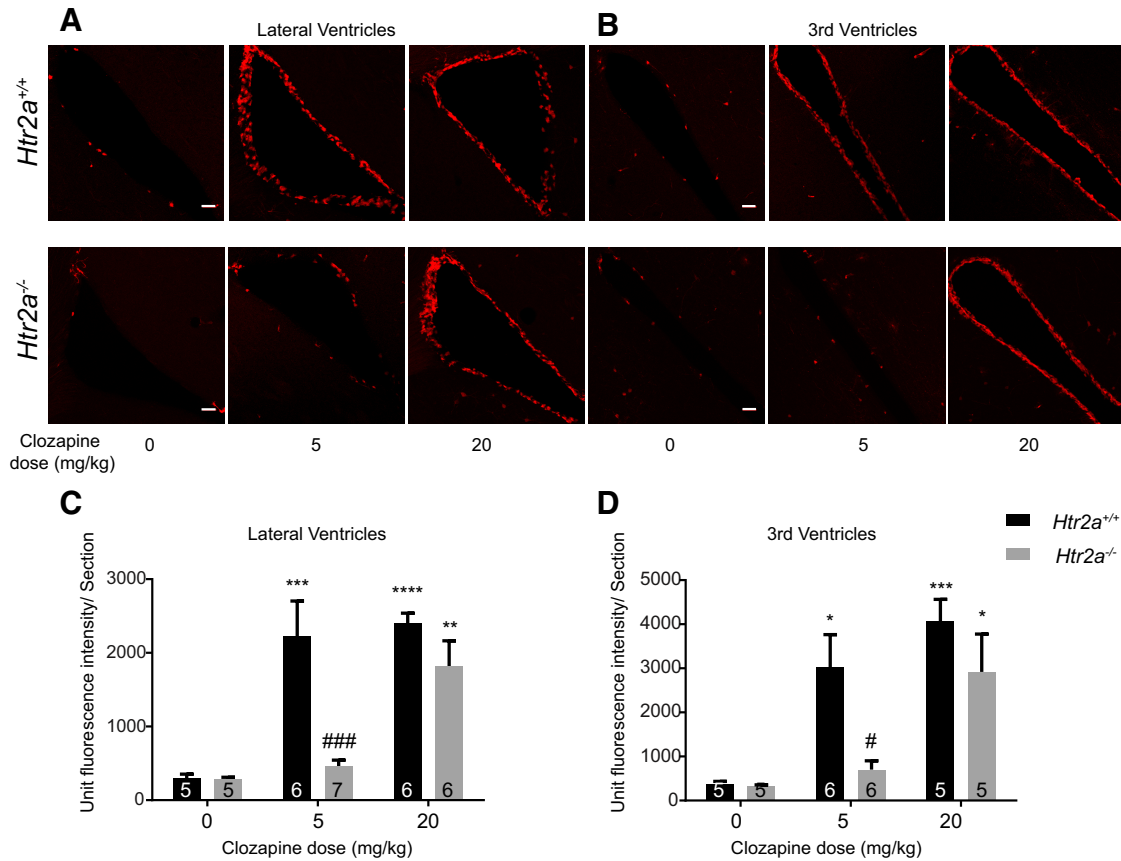 A
B
Lateral Ventricles
3rd Ventricles
Htr2a+/+
Htr2a-/-
Clozapine
dose (mg/kg)
0
5
20
0
5
20
C
D
Lateral Ventricles
3rd Ventricles
Htr2a+/+
Htr2a-/-
Unit fluorescence intensity/ Section
3000
2000
1000
0
***
****
**
###
5
5
6
7
6
6
0
5
20
Clozapine dose (mg/kg)
Unit fluorescence intensity/ Section
5000
4000
3000
2000
1000
0
*
***
*
#
5
5
6
6
5
5
0
5
20
Clozapine dose (mg/kg)